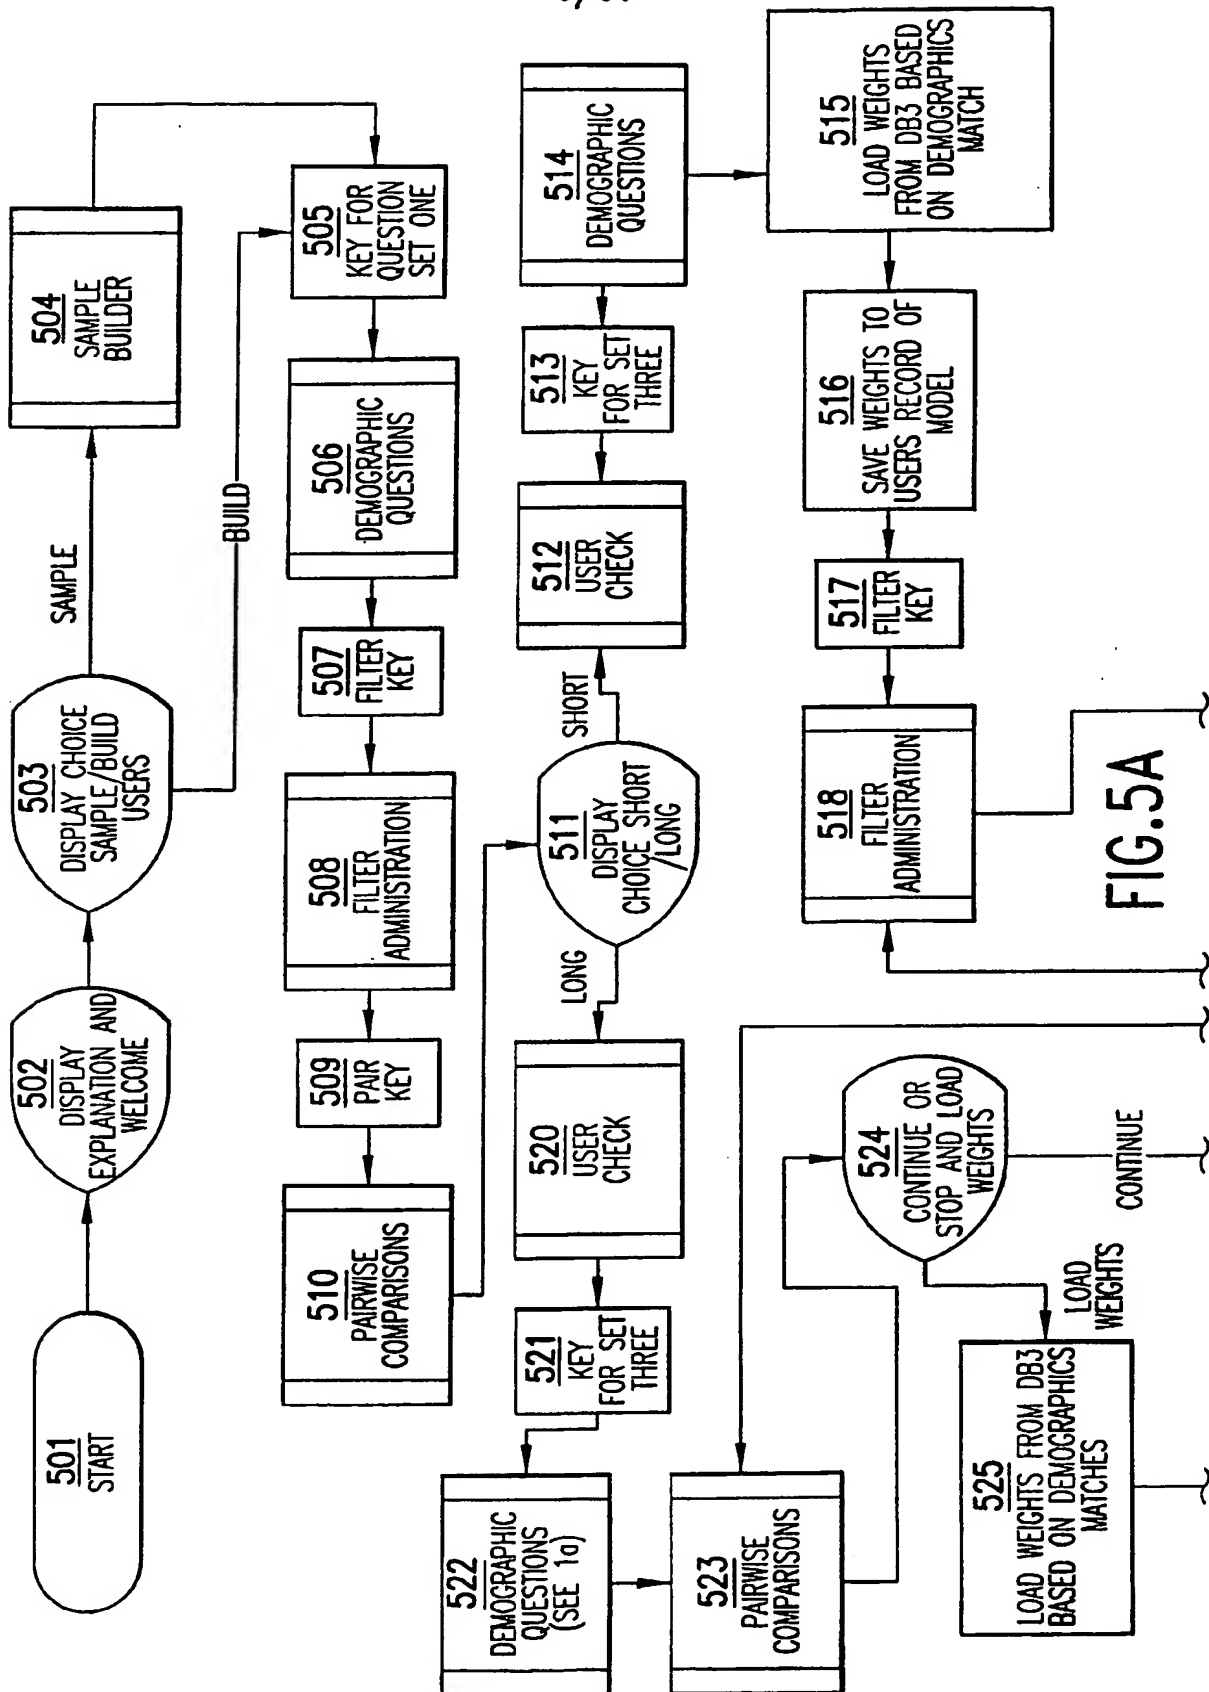 501
START
502
DISPLAY
EXPLANATION AND
WELCOME
503
DISPLAY CHOICE
SAMPLE/BUILD
USERS
SAMPLE
BUILD
504
SAMPLE
BUILDER
505
KEY FOR
QUESTION
SET ONE
506
DEMOGRAPHIC
QUESTIONS
507
FILTER
KEY
508
FILTER
ADMINISTRATION
509
PAIR
KEY
510
PAIRWISE
COMPARISONS
511
DISPLAY
CHOICE SHORT
/LONG
SHORT
LONG
512
USER
CHECK
513
KEY
FOR SET
THREE
514
DEMOGRAPHIC
QUESTIONS
515
LOAD WEIGHTS
FROM DB3 BASED
ON DEMOGRAPHICS
MATCH
516
SAVE WEIGHTS TO
USERS RECORD OF
MODEL
517
FILTER
KEY
518
FILTER
ADMINISTRATION
520
USER
CHECK
521
KEY
FOR SET
THREE
522
DEMOGRAPHIC
QUESTIONS
(SEE 1a)
523
PAIRWISE
COMPARISONS
524
CONTINUE OR
STOP AND LOAD
WEIGHTS
CONTINUE
LOAD
WEIGHTS
525
LOAD WEIGHTS FROM DB3
BASED ON DEMOGRAPHICS
MATCHES
FIG.5A